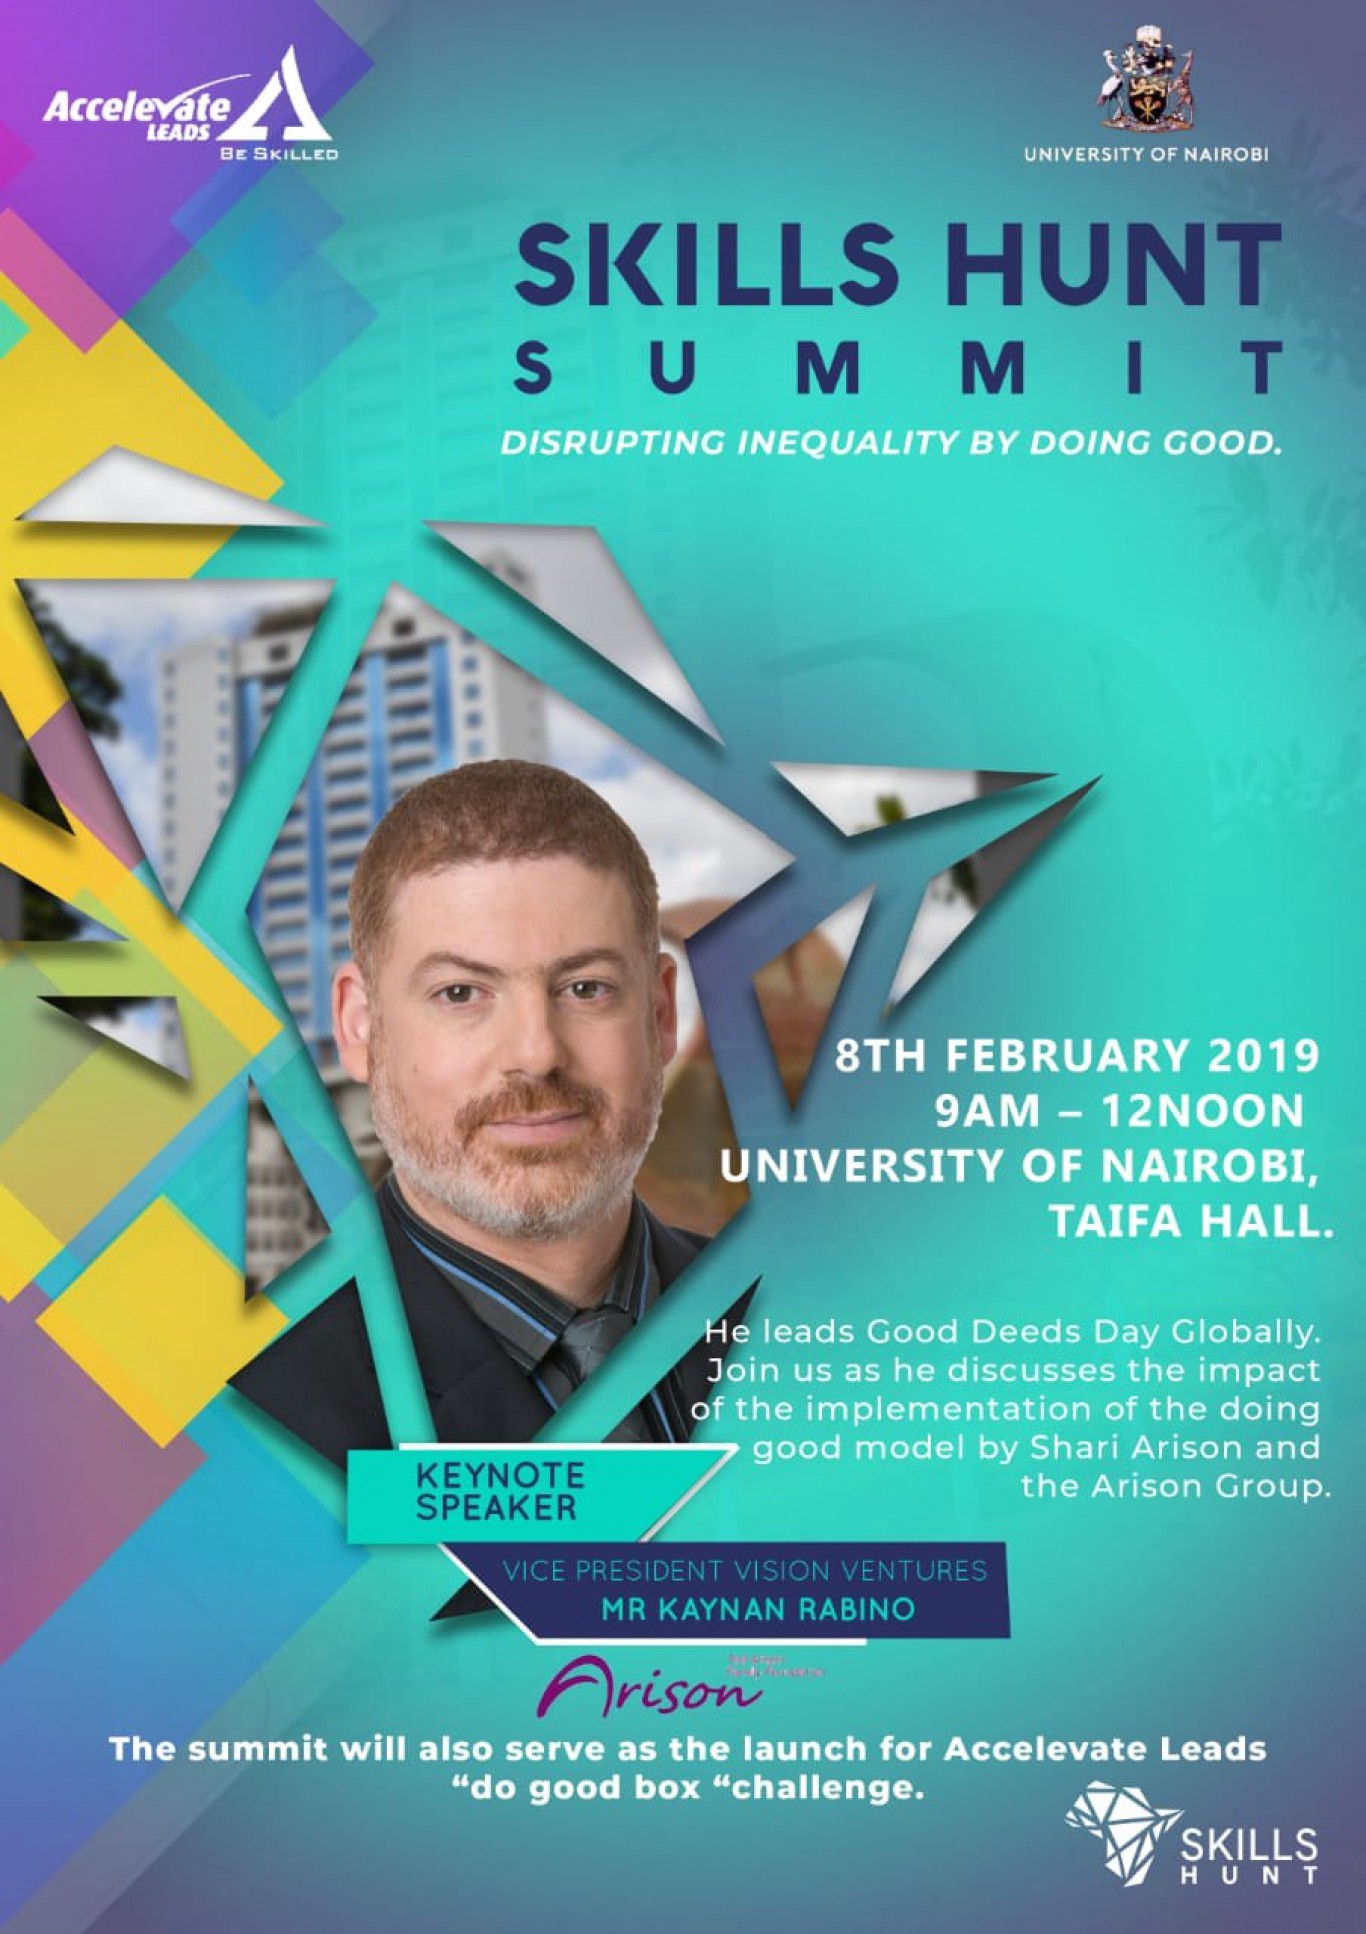 Accelevate
LEADS
BE SKILLED
UNIVERSITY OF NAIROBI
SKILLS HUNT
SUMMIT
DISRUPTING INEQUALITY BY DOING GOOD.
8TH FEBRUARY 2019
9AM – 12NOON
UNIVERSITY OF NAIROBI,
TAIFA HALL.
He leads Good Deeds Day Globally.
Join us as he discusses the impact
of the implementation of the doing
good model by Shari Arison and
the Arison Group.
KEYNOTE
SPEAKER
VICE PRESIDENT VISION VENTURES
MR KAYNAN RABINO
Arison
The summit will also serve as the launch for Accelevate Leads
“do good box “challenge.
SKILLS
HUNT